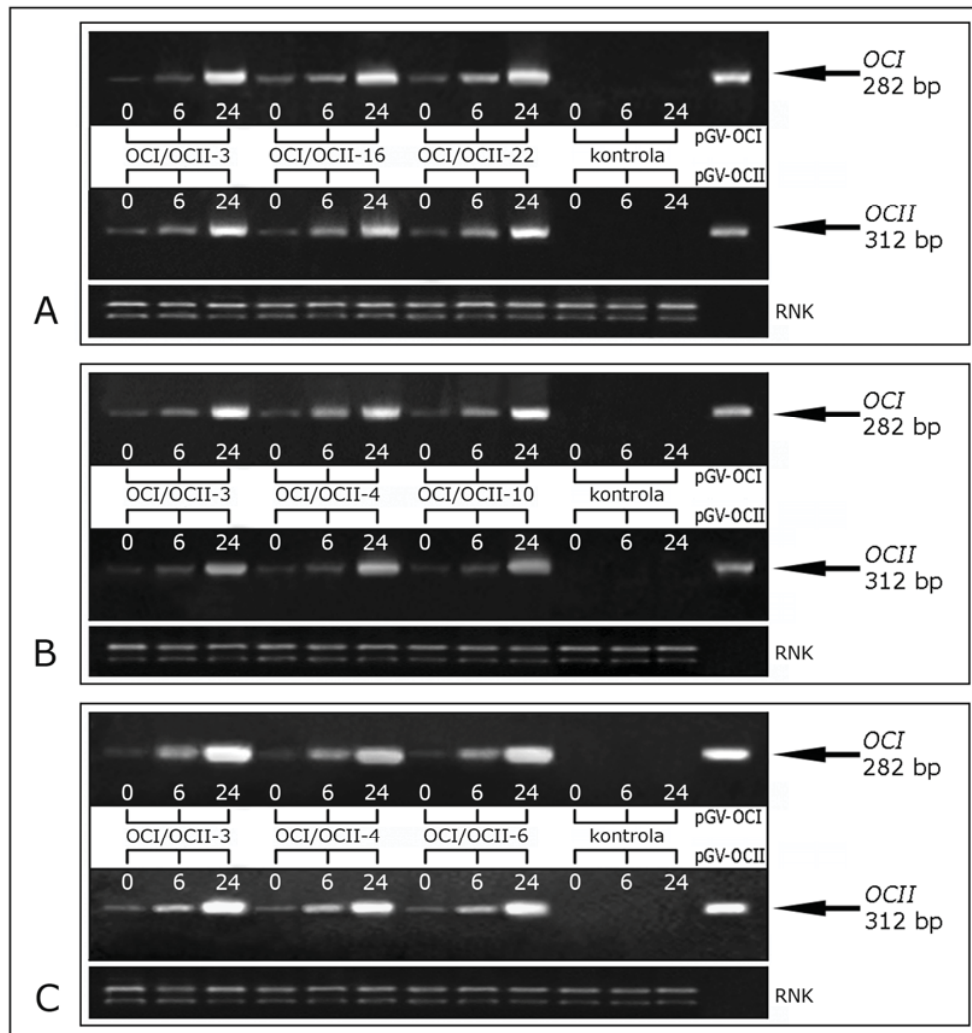 OCI
282 bp
0 6 24 0 6 24 0 6 24 0 6 24
pGV-OCI
OCI/OCII-3 OCI/OCII-16 OCI/OCII-22 kontrola
pGV-OCII
0 6 24 0 6 24 0 6 24 0 6 24
OCII
312 bp
A
RNK
OCI
282 bp
0 6 24 0 6 24 0 6 24 0 6 24
pGV-OCI
OCI/OCII-3 OCI/OCII-4 OCI/OCII-10 kontrola
pGV-OCII
0 6 24 0 6 24 0 6 24 0 6 24
OCII
312 bp
B
RNK
OCI
282 bp
0 6 24 0 6 24 0 6 24 0 6 24
pGV-OCI
OCI/OCII-3 OCI/OCII-4 OCI/OCII-6 kontrola
pGV-OCII
0 6 24 0 6 24 0 6 24 0 6 24
OCII
312 bp
C
RNK